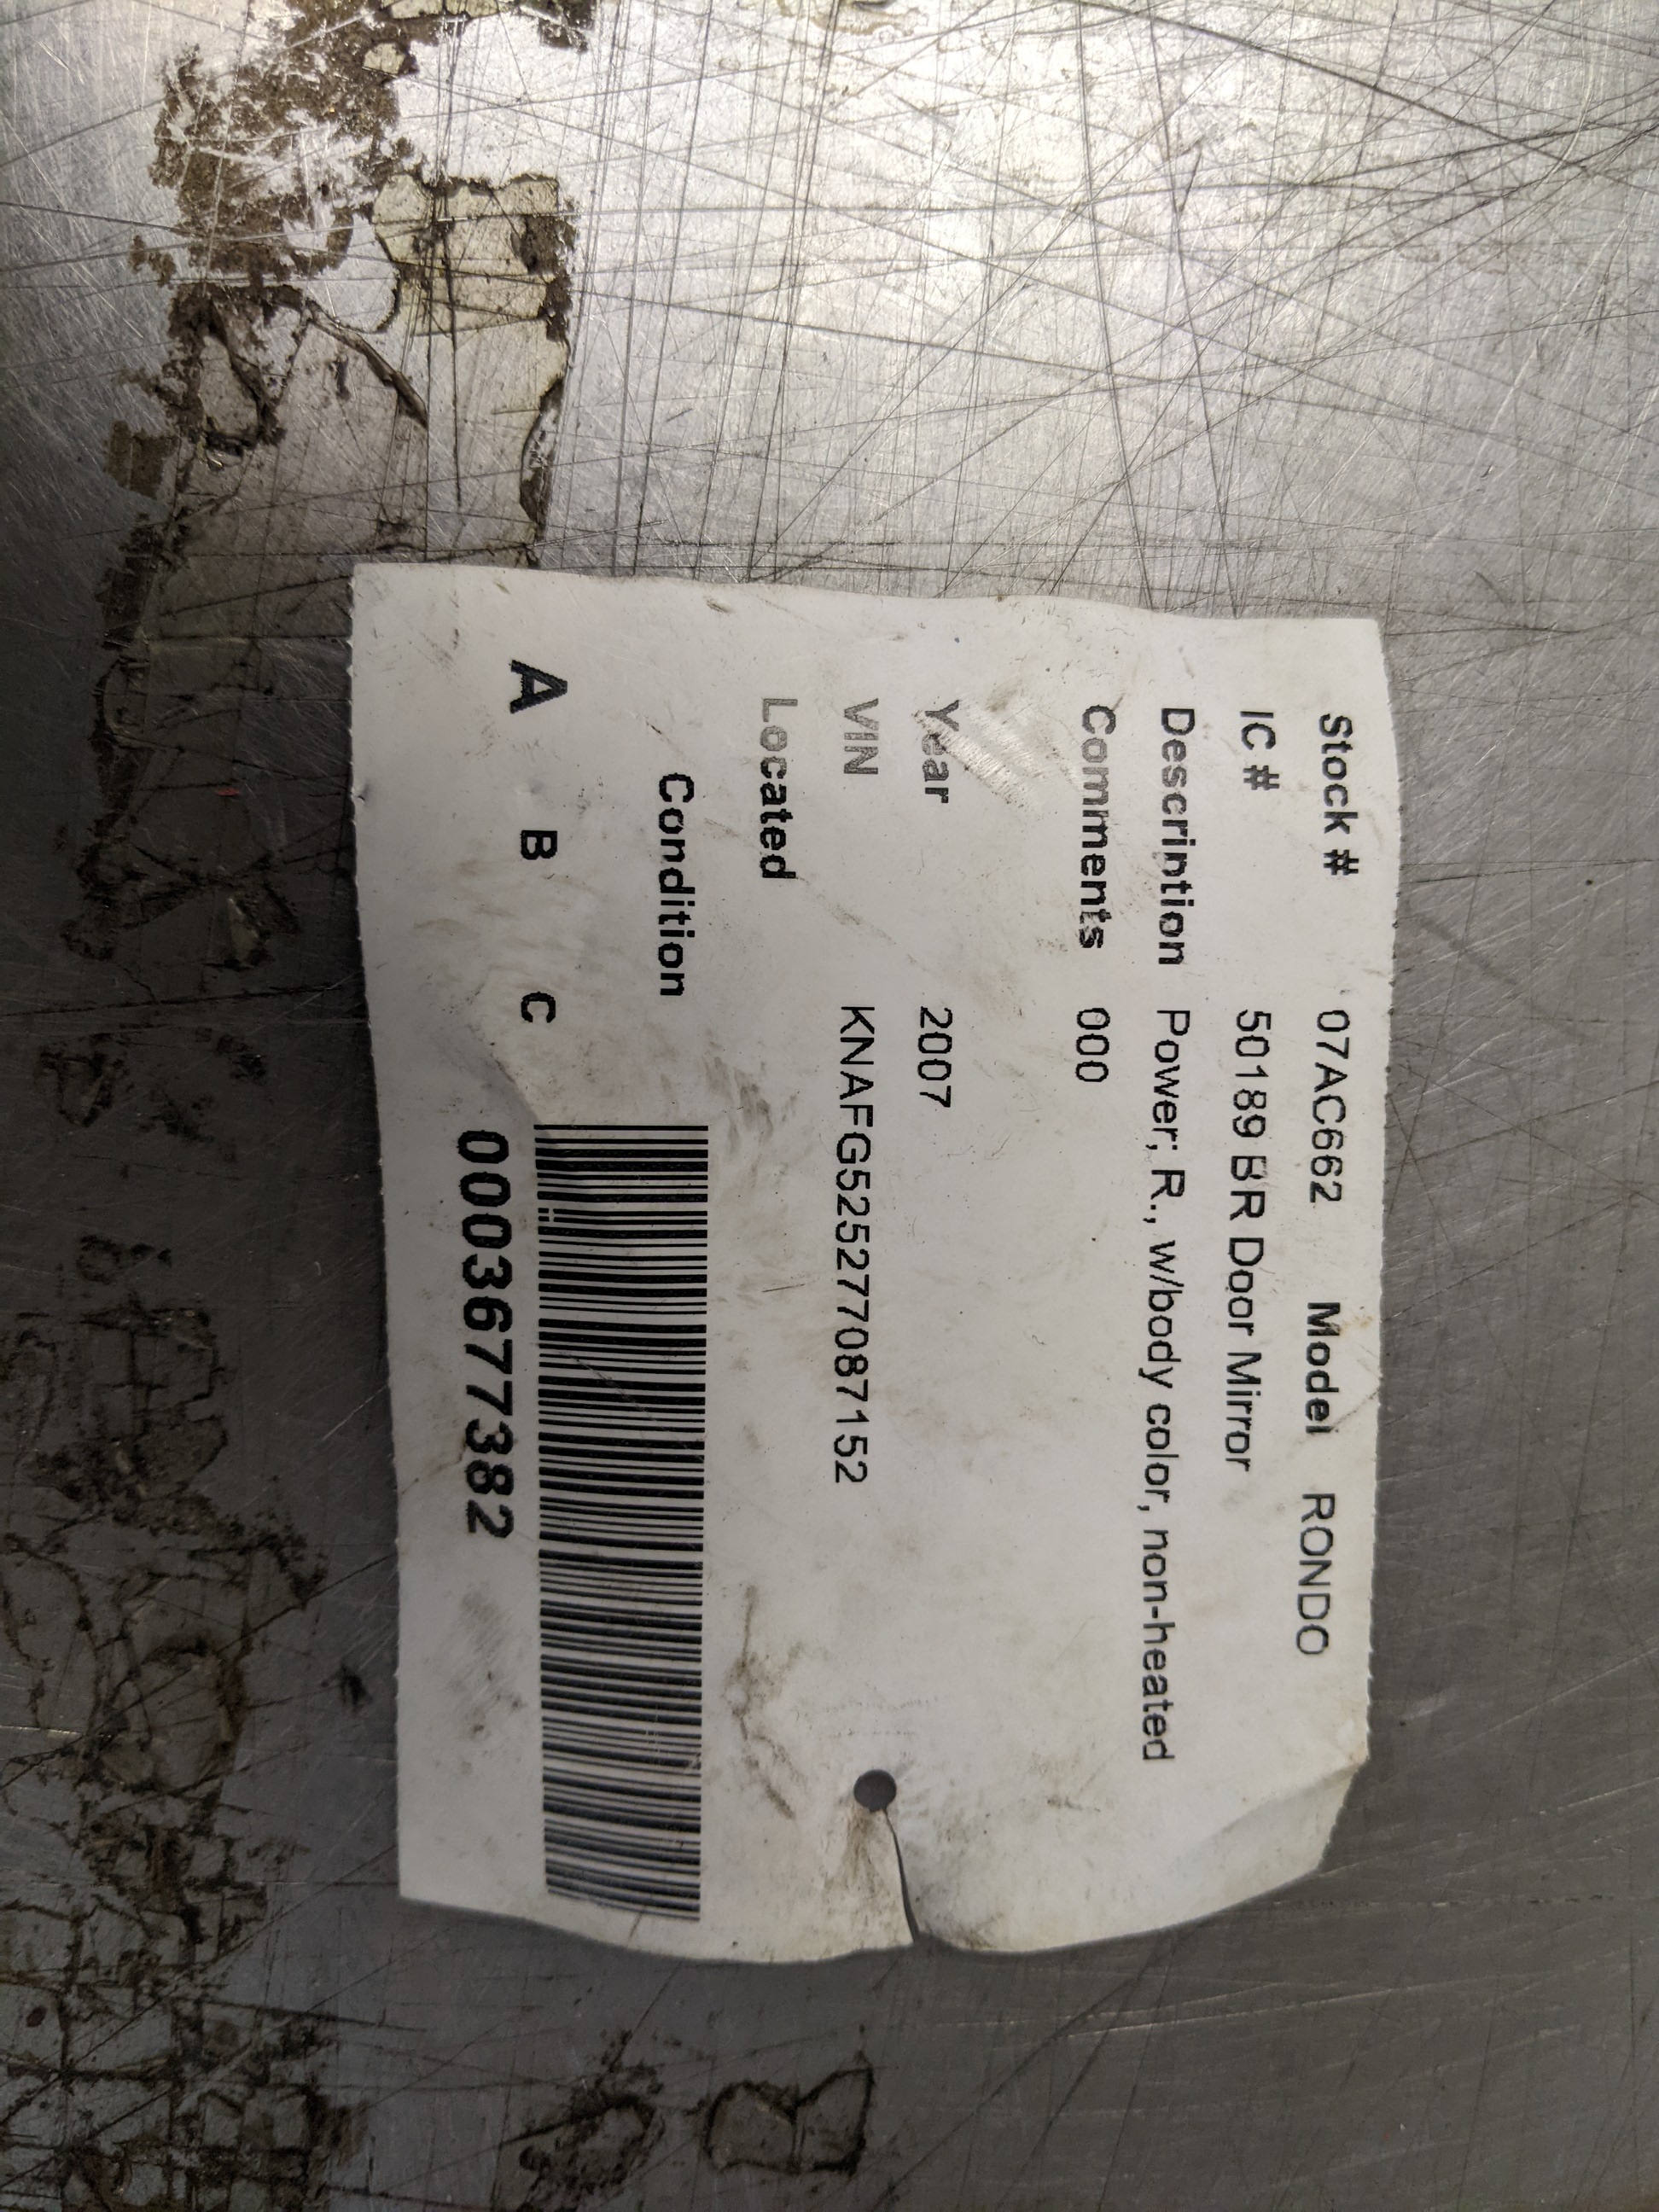 Stock # 07AC662 Model RONDO
IC # 50189 BR Door Mirror
Description Power; R., w/body color, non-heated
Comments 000
Year 2007
VIN KNAFG525277087152
Located
Condition
A B C
0003677382